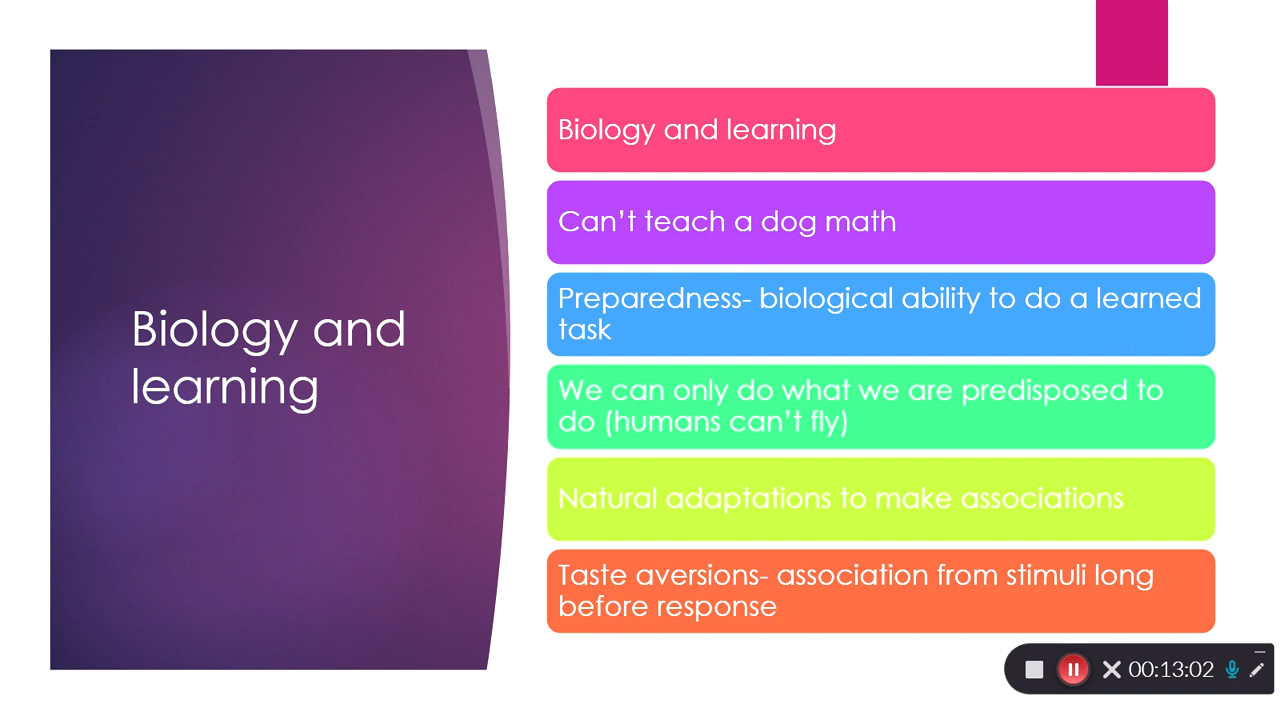 Biology and
learning
Biology and learning
Can’t teach a dog math
Preparedness- biological ability to do a learned
task
We can only do what we are predisposed to
do (humans can’t fly)
Natural adaptations to make associations
Taste aversions- association from stimuli long
before response
00:13:02